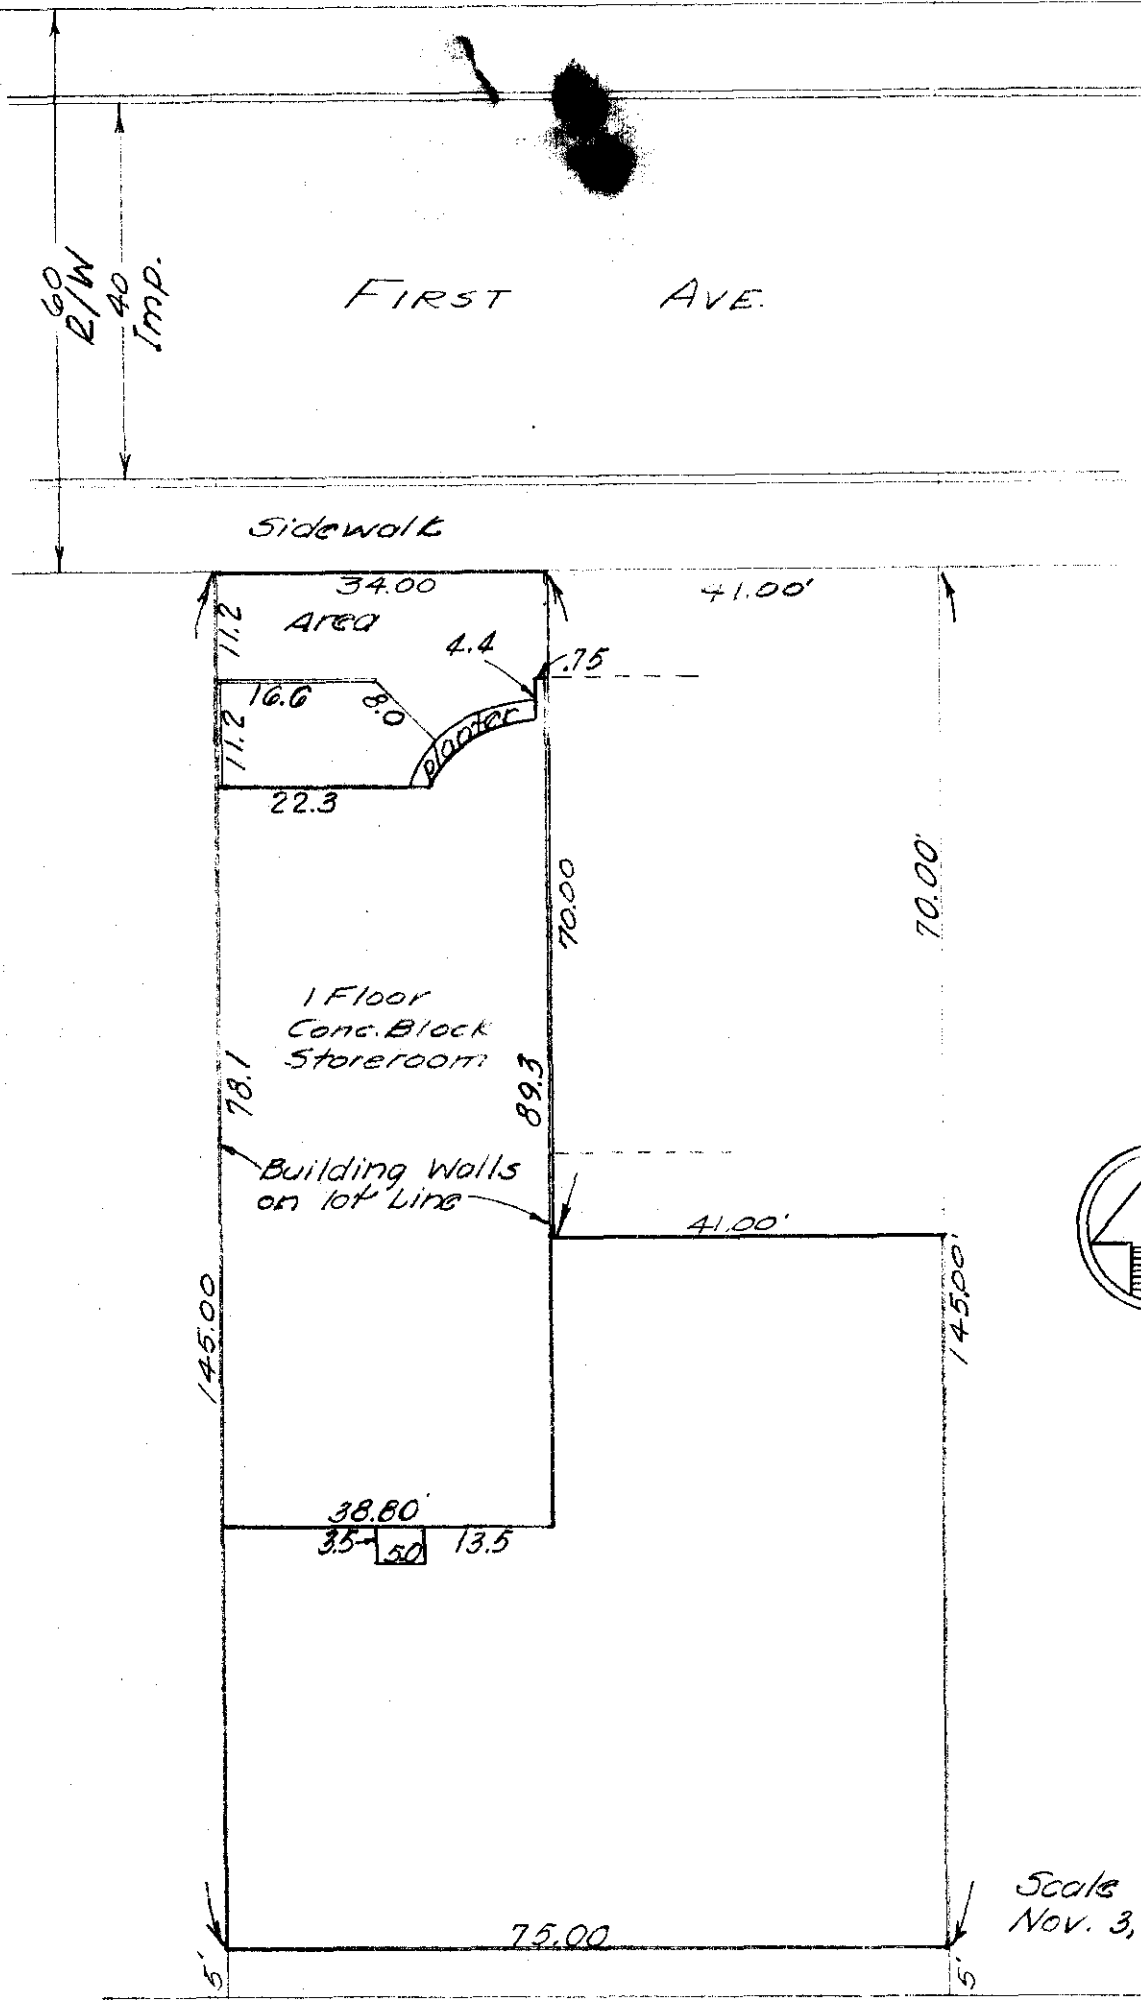 60
R/W
40
Imp.
FIRST AVE.
Sidewalk
34.00
41.00'
11.2
Area
4.4
.75
16.6
8.0
11.2
planter
22.3
70.00
70.00'
1 Floor
Conc. Block
Storeroom
78.1
89.3
Building Walls
on lot Line
41.00'
145.00
145.00'
38.80'
3.5
5.0
13.5
75.00
5'
5'
Scale
Nov. 3,